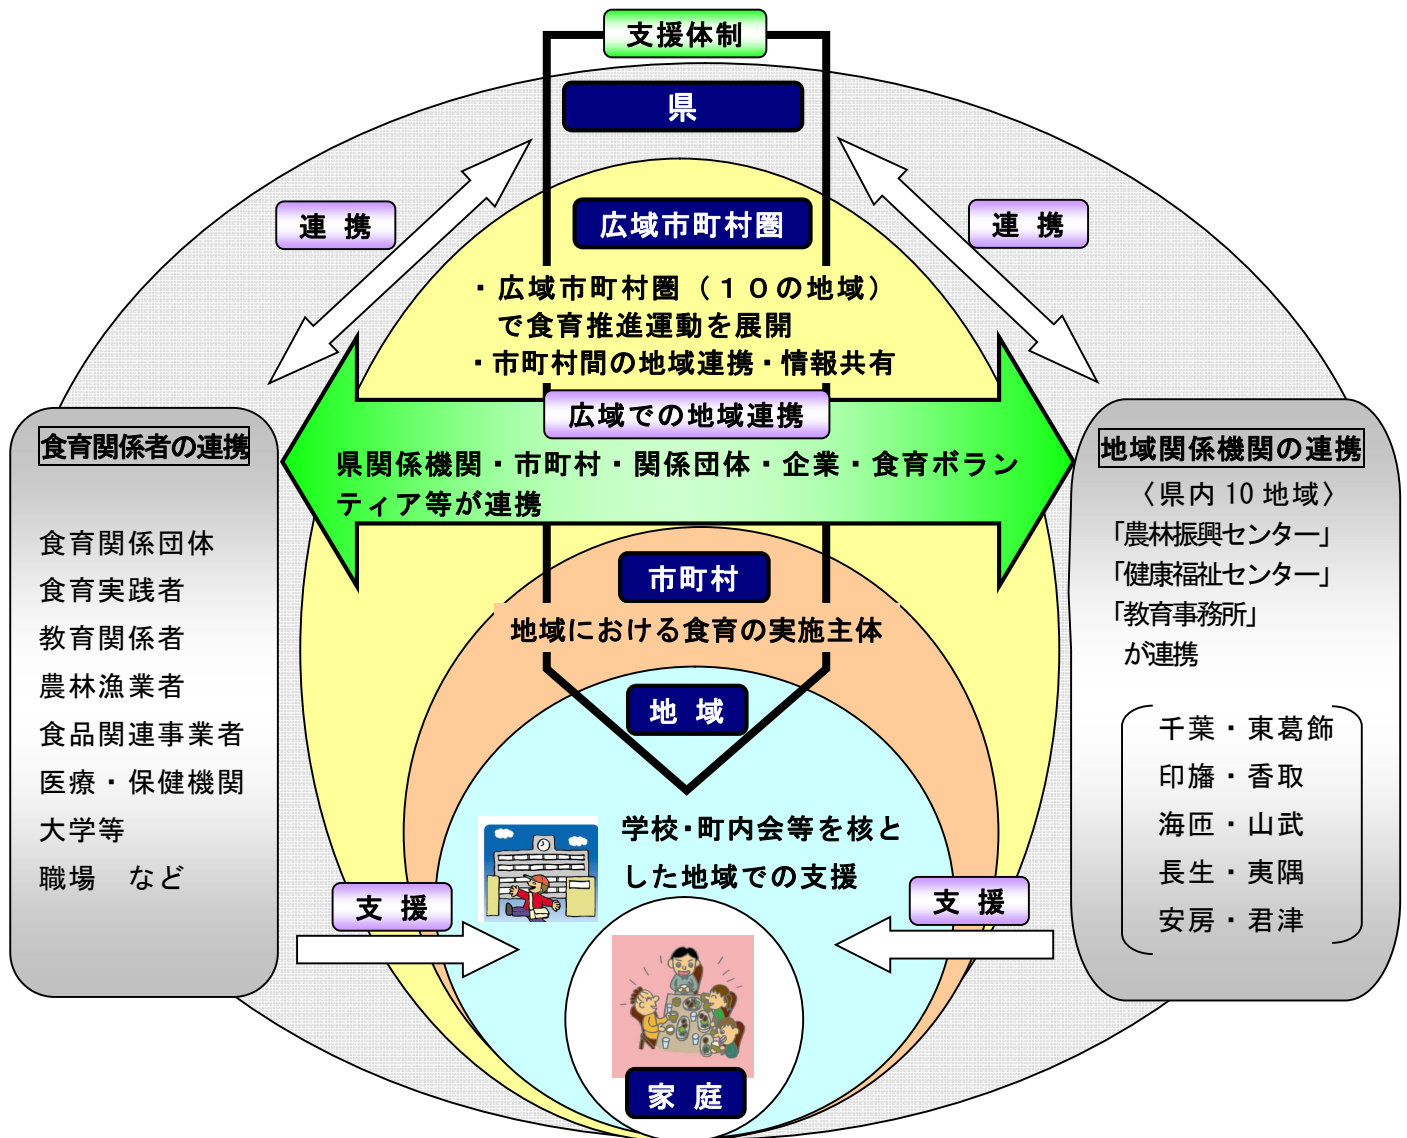 支援体制
県
連 携
連 携
広域市町村圏
・広域市町村圏（１０の地域）
で食育推進運動を展開
・市町村間の地域連携・情報共有
広域での地域連携
県関係機関・市町村・関係団体・企業・食育ボラン
ティア等が連携
食育関係者の連携
食育関係団体
食育実践者
教育関係者
農林漁業者
食品関連事業者
医療・保健機関
大学等
職場　など
地域関係機関の連携
〈県内 10 地域〉
「農林振興センター」
「健康福祉センター」
「教育事務所」
が連携
千葉・東葛飾
印旛・香取
海匝・山武
長生・夷隅
安房・君津
市町村
地域における食育の実施主体
地 域
学校・町内会等を核と
した地域での支援
支 援
支 援
家 庭